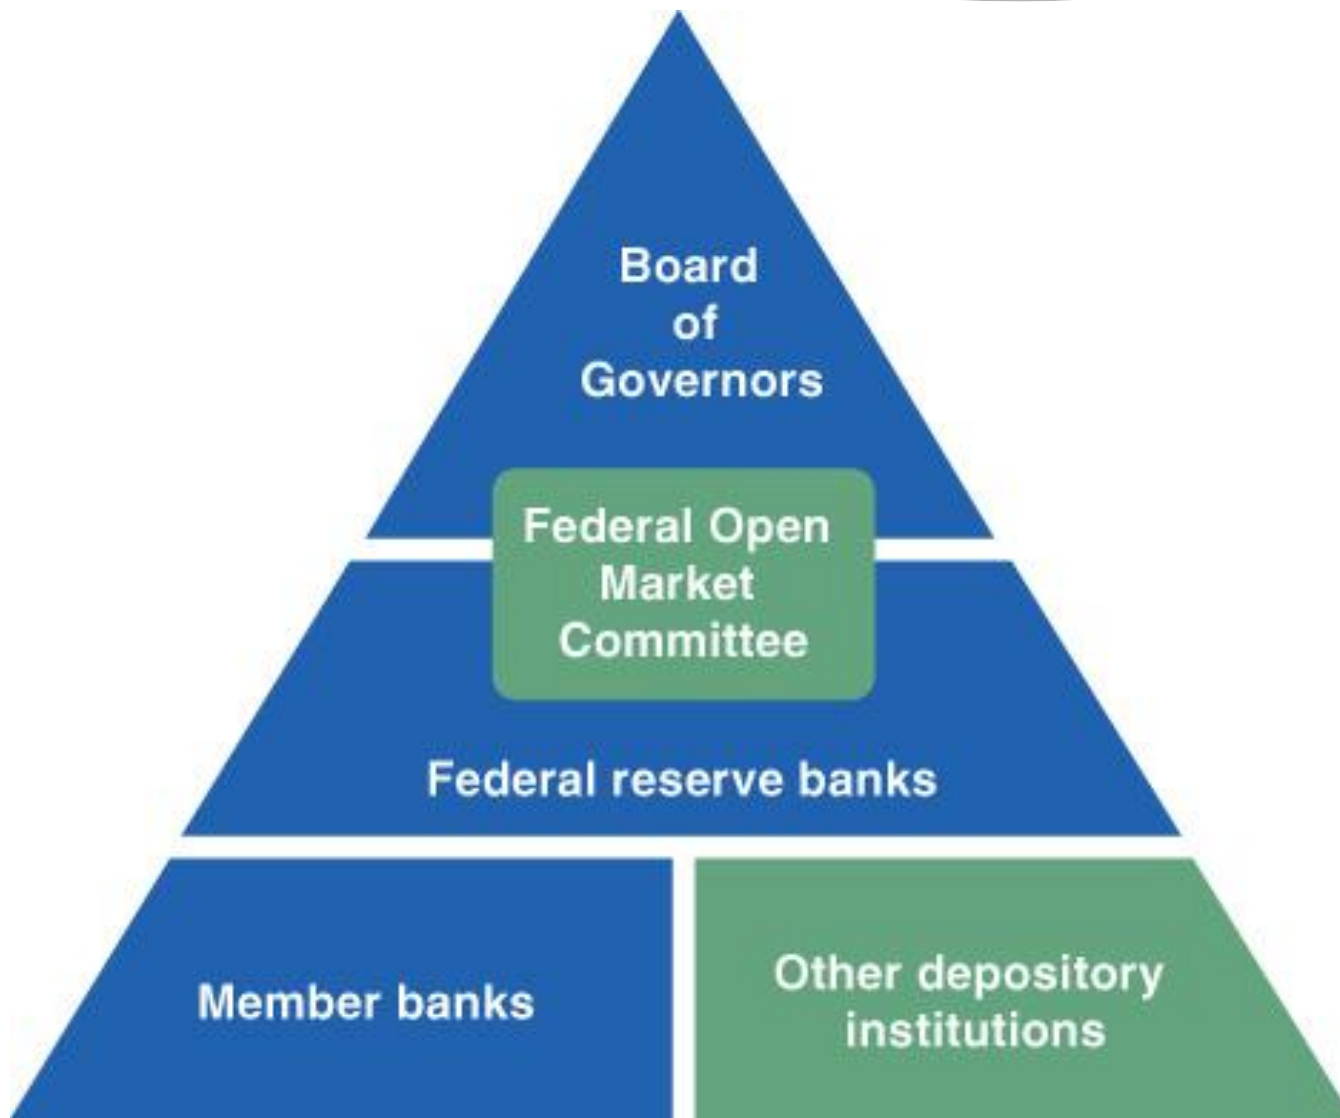 Board
of
Governors
Federal Open
Market
Committee
Federal reserve banks
Member banks
Other depository
institutions